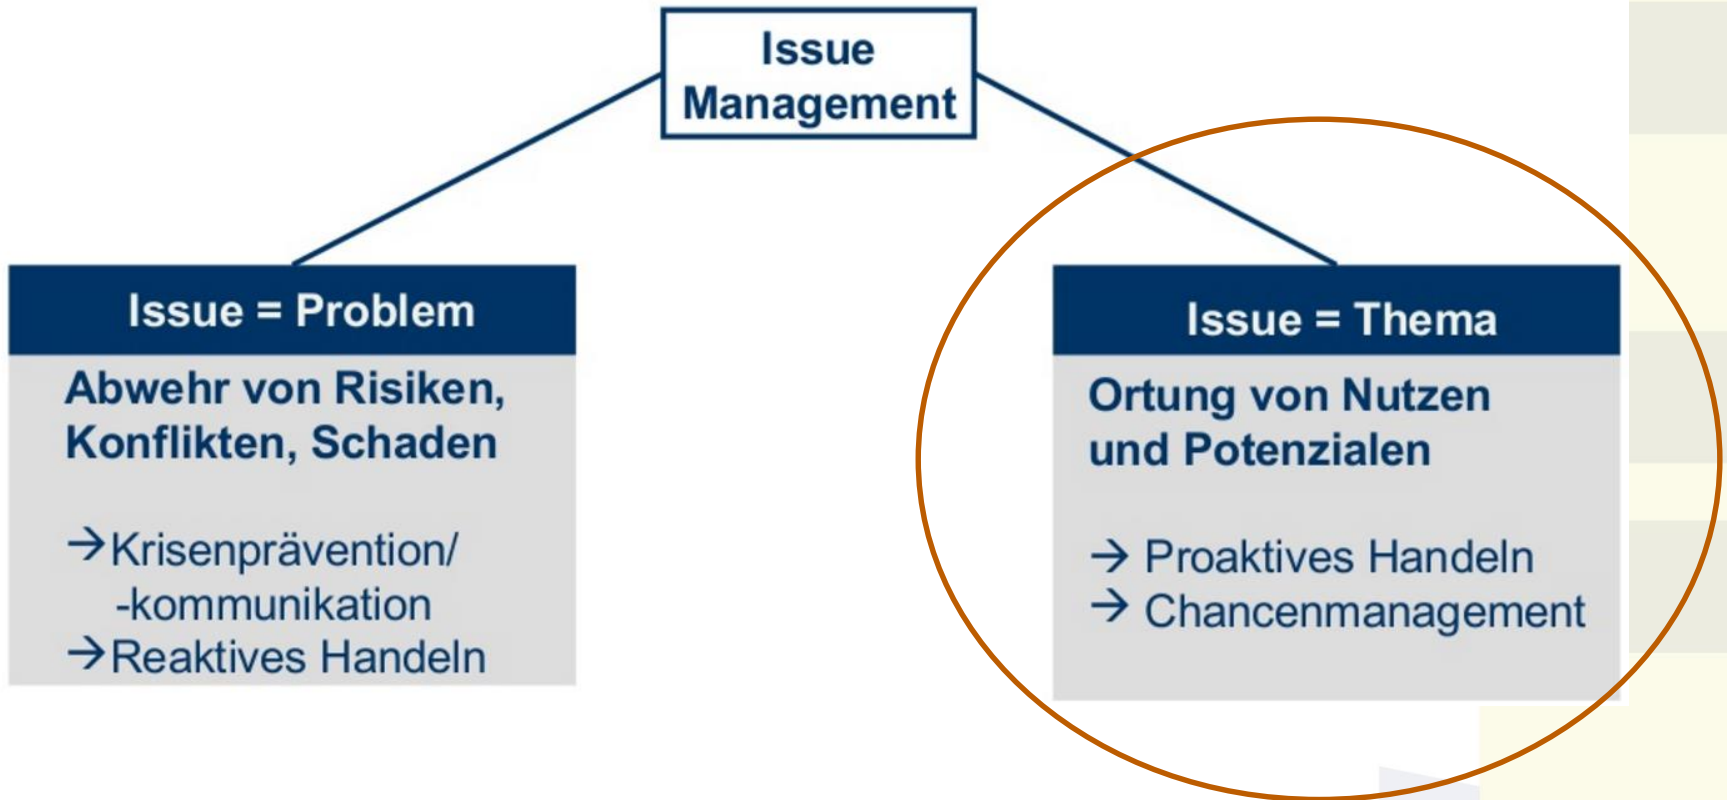 Issue
Management
Issue = Problem
Abwehr von Risiken,
Konflikten, Schaden
→Krisenprävention/
-kommunikation
→Reaktives Handeln
Issue = Thema
Ortung von Nutzen
und Potenzialen
→ Proaktives Handeln
→ Chancenmanagement